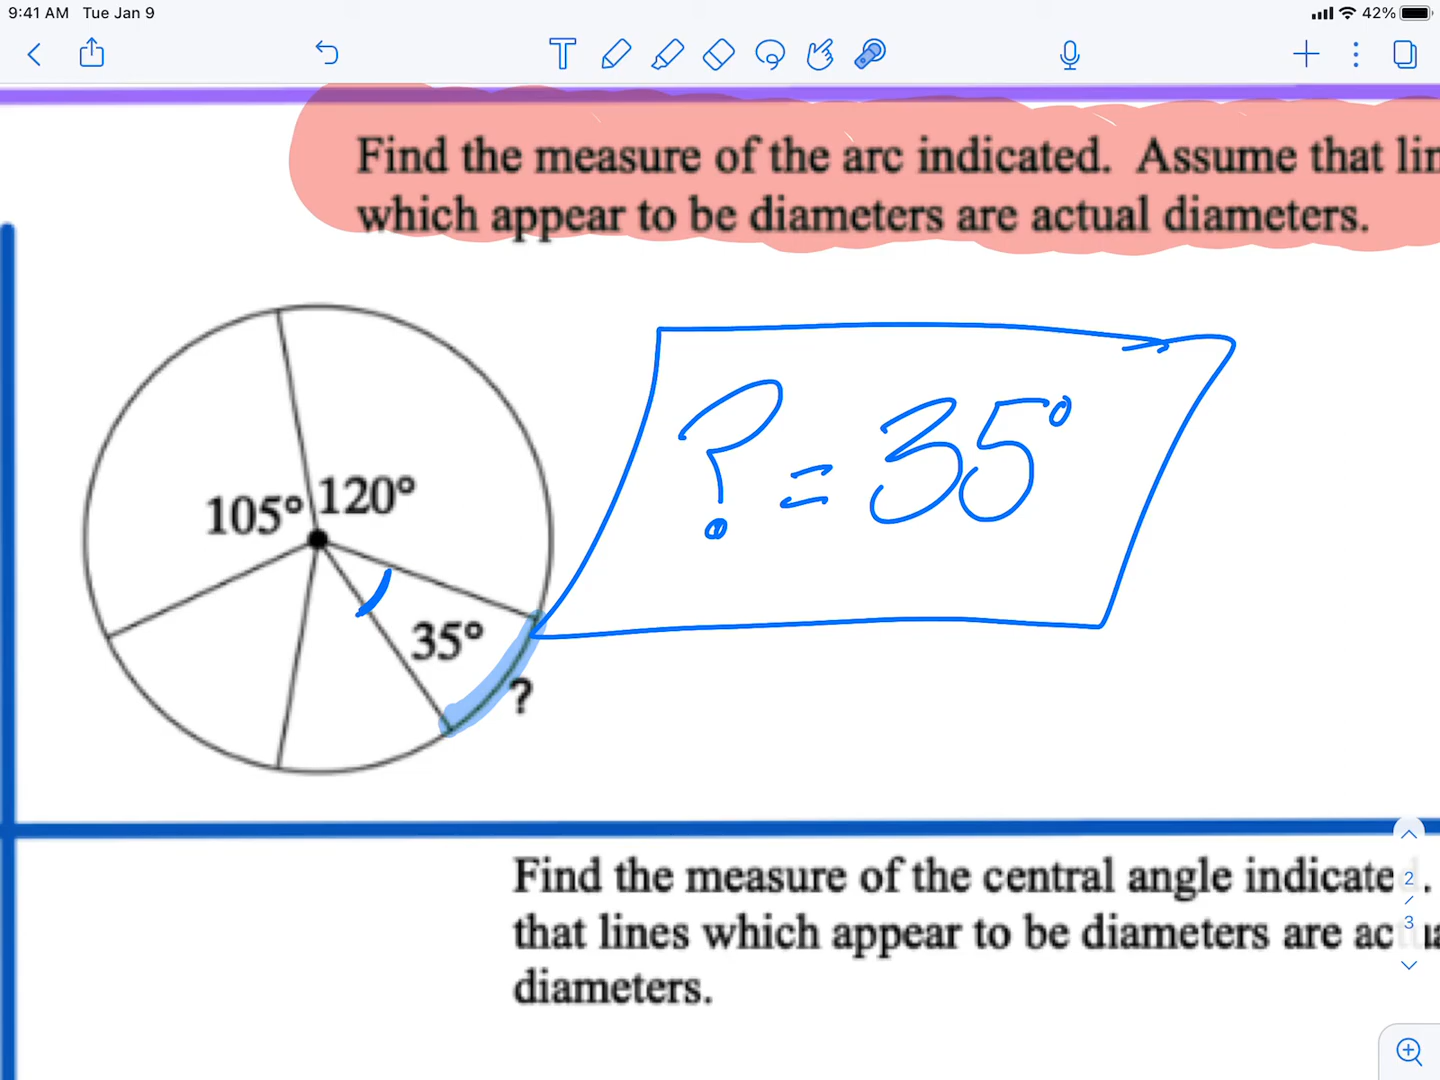 9:41 AM Tue Jan 9
42%
T
Find the measure of the arc indicated. Assume that lin
which appear to be diameters are actual diameters.
? = 35°
105° 120°
35°
?
Find the measure of the central angle indicate .
that lines which appear to be diameters are ac ua
diameters.
2
/
3